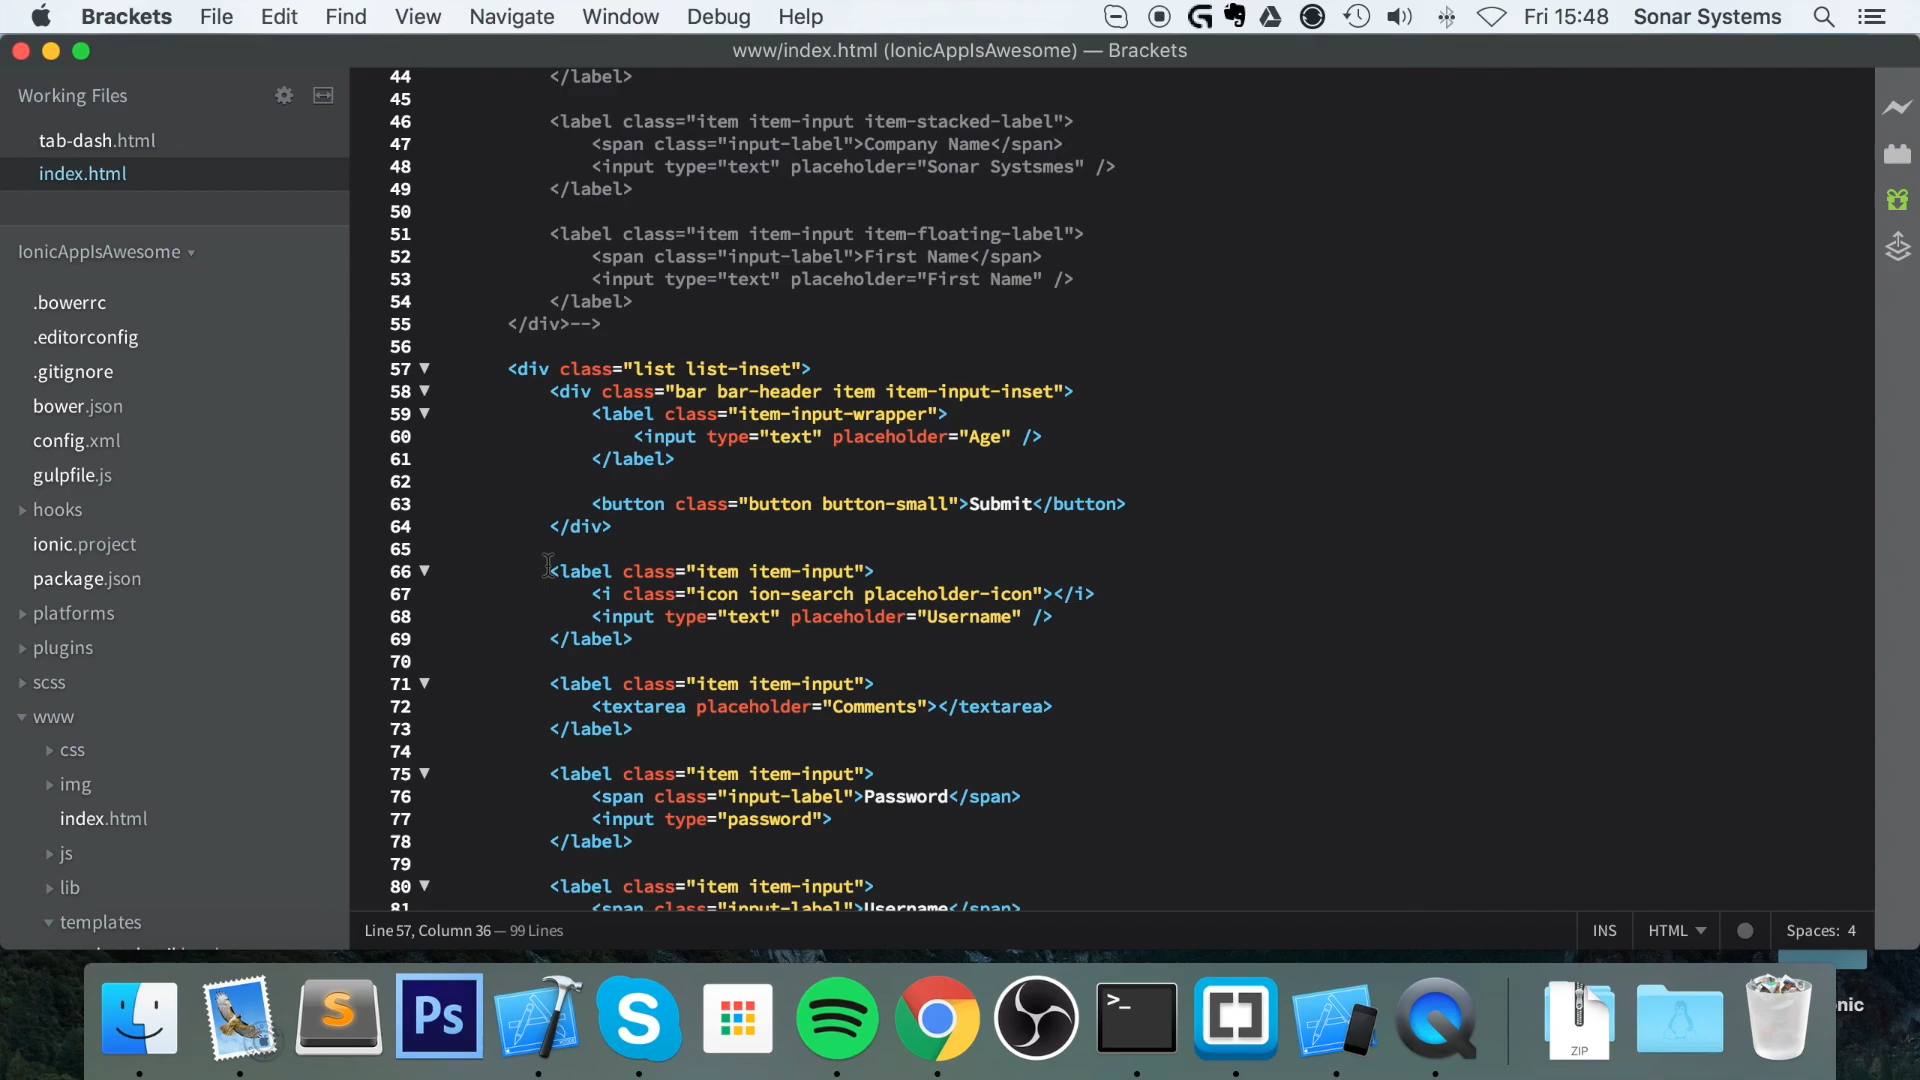 Brackets File Edit Find View Navigate Window Debug Help Fri 15:48 Sonar Systems
www/index.html (IonicAppIsAwesome) — Brackets
Working Files
tab-dash.html
index.html
IonicAppIsAwesome
.bowerrc
.editorconfig
.gitignore
bower.json
config.xml
gulpfile.js
hooks
ionic.project
package.json
platforms
plugins
scss
www
css
img
index.html
js
lib
templates
44 </label>
45
46 <label class="item item-input item-stacked-label">
47 <span class="input-label">Company Name</span>
48 <input type="text" placeholder="Sonar Systsmes" />
49 </label>
50
51 <label class="item item-input item-floating-label">
52 <span class="input-label">First Name</span>
53 <input type="text" placeholder="First Name" />
54 </label>
55 </div>-->
56
57 <div class="list list-inset">
58 <div class="bar bar-header item item-input-inset">
59 <label class="item-input-wrapper">
60 <input type="text" placeholder="Age" />
61 </label>
62
63 <button class="button button-small">Submit</button>
64 </div>
65
66 <label class="item item-input">
67 <i class="icon ion-search placeholder-icon"></i>
68 <input type="text" placeholder="Username" />
69 </label>
70
71 <label class="item item-input">
72 <textarea placeholder="Comments"></textarea>
73 </label>
74
75 <label class="item item-input">
76 <span class="input-label">Password</span>
77 <input type="password">
78 </label>
79
80 <label class="item item-input">
81 <span class="input-label">Username</span>
Line 57, Column 36 — 99 Lines
INS HTML Spaces: 4
S Ps S >_ ZIP
onic